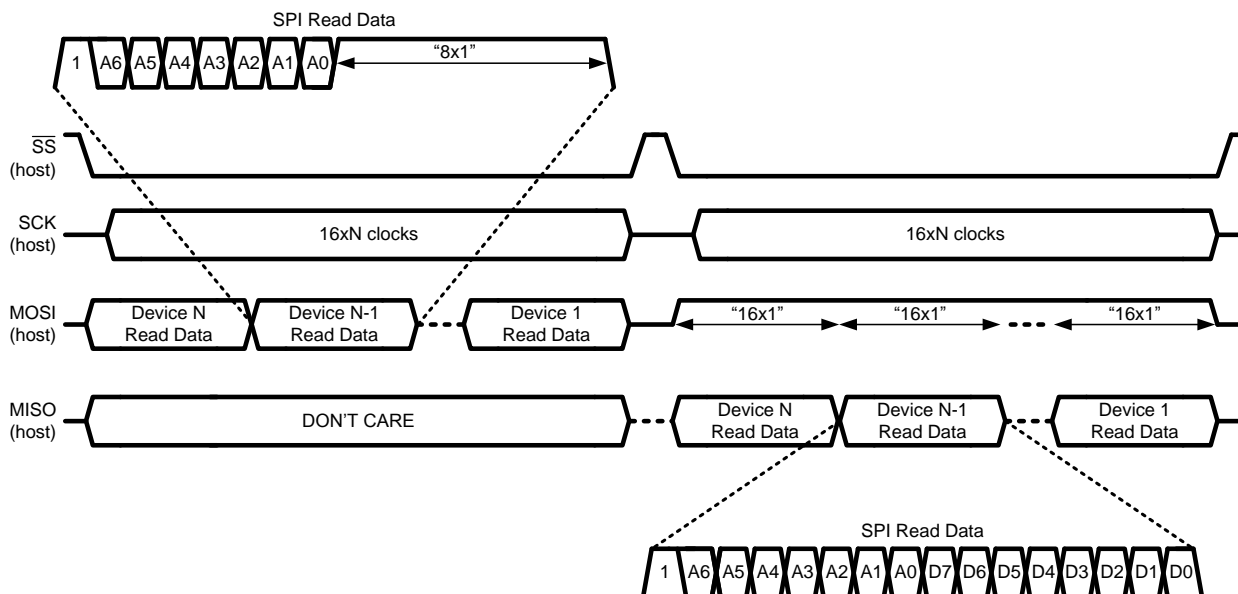 SPI Read Data
1 A6 A5 A4 A3 A2 A1 A0 “8x1”
SS
(host)
SCK
(host)
16xN clocks
16xN clocks
MOSI
(host)
Device N
Read Data
Device N-1
Read Data
Device 1
Read Data
“16x1”
“16x1”
“16x1”
MISO
(host)
DON’T CARE
Device N
Read Data
Device N-1
Read Data
Device 1
Read Data
SPI Read Data
1 A6 A5 A4 A3 A2 A1 A0 D7 D6 D5 D4 D3 D2 D1 D0